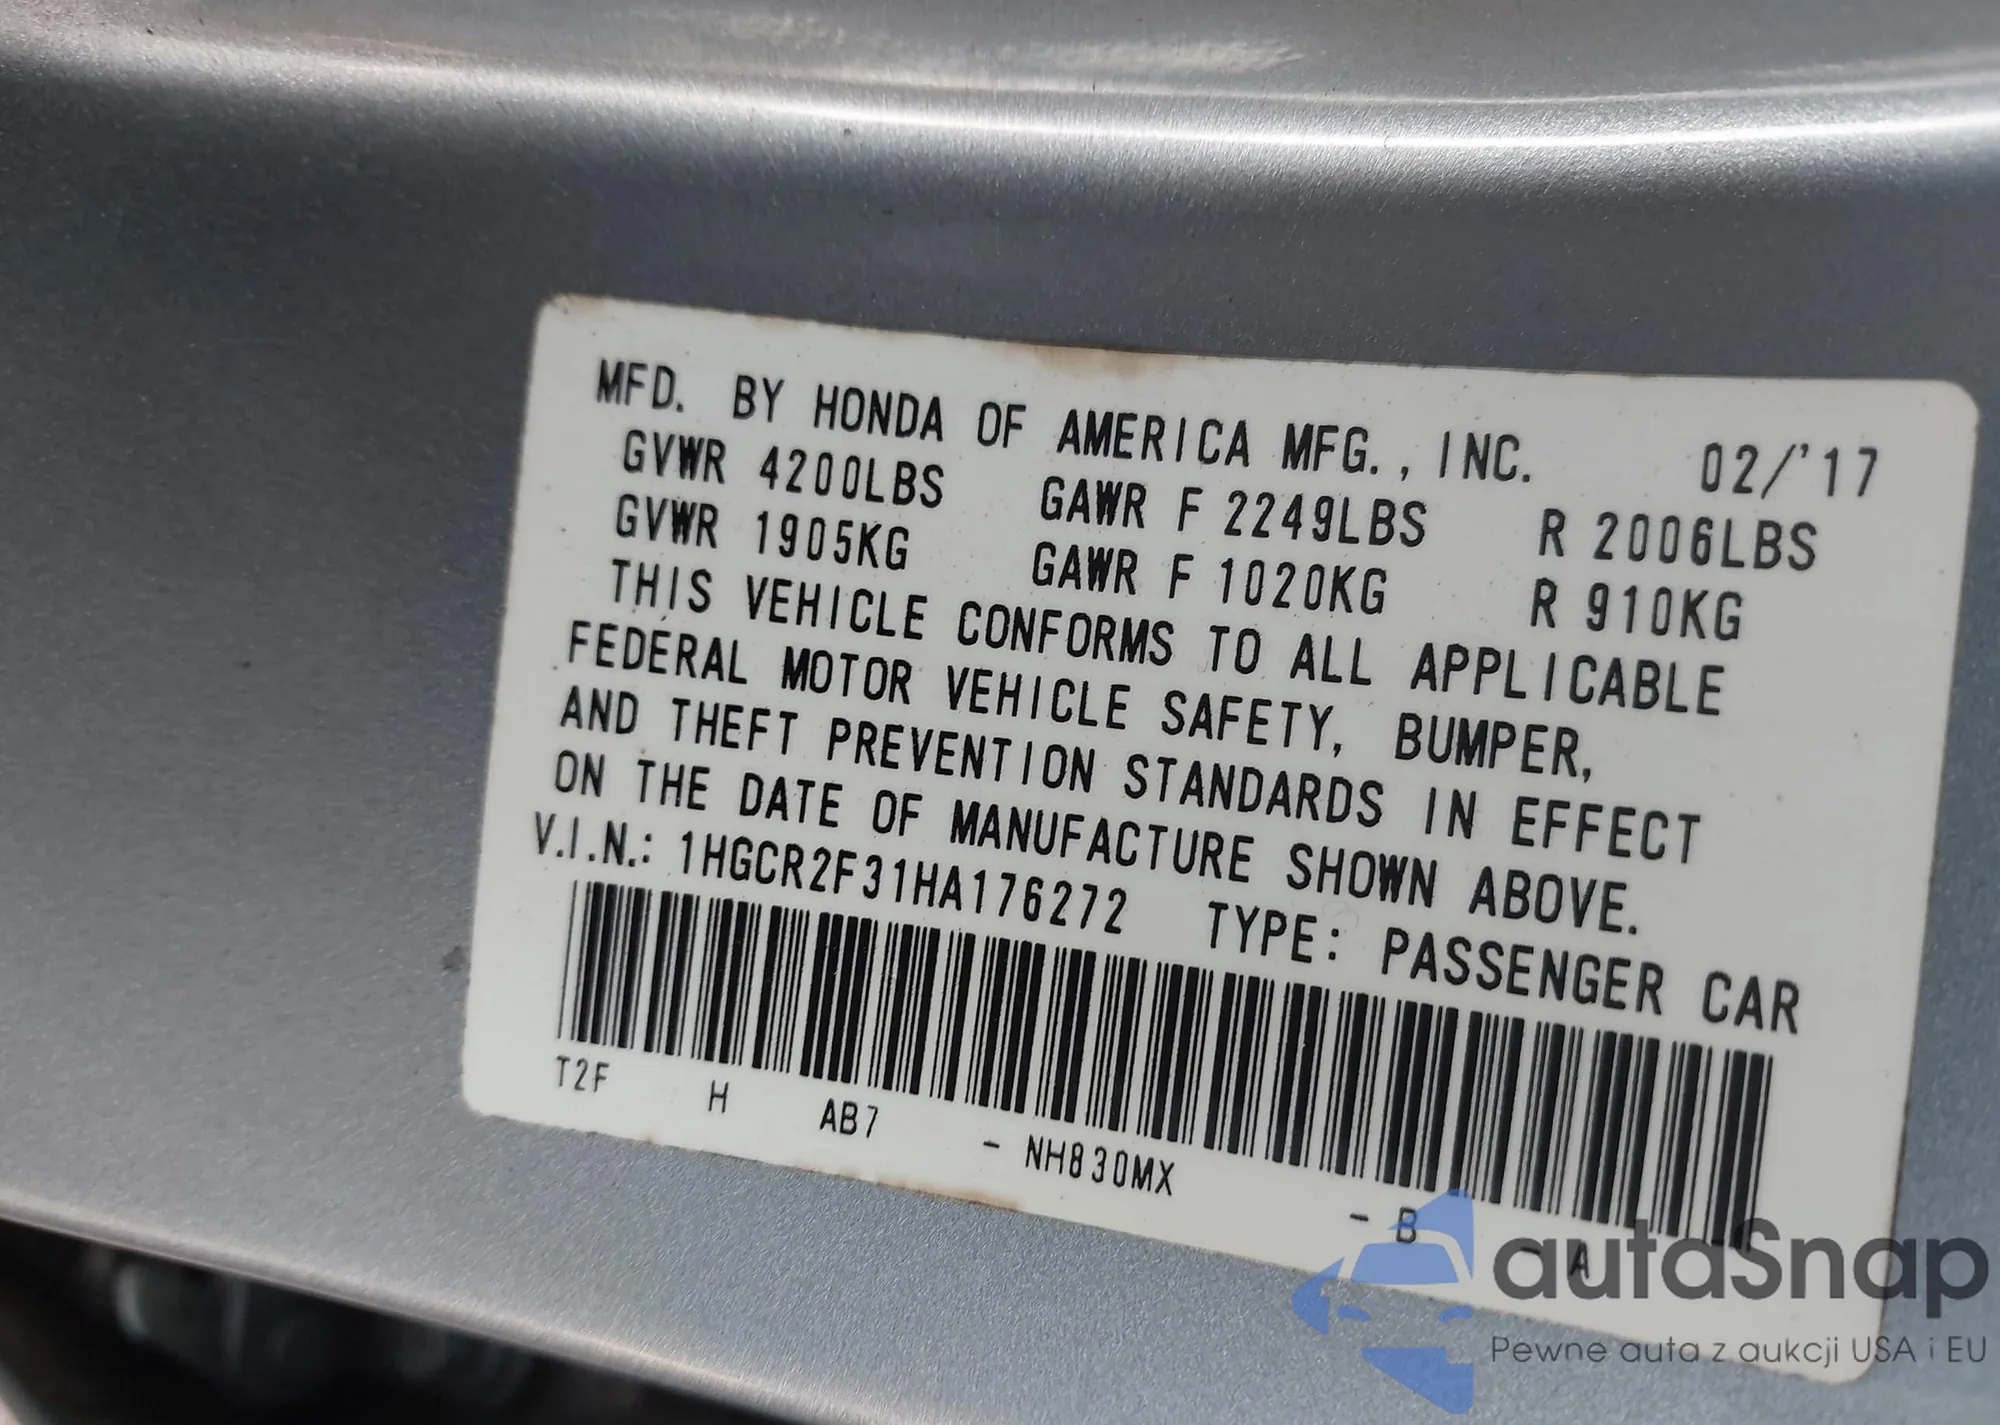 MFD. BY HONDA OF AMERICA MFG., INC. 02/'17
GVWR 4200LBS GAWR F 2249LBS R 2006LBS
GVWR 1905KG GAWR F 1020KG R 910KG
THIS VEHICLE CONFORMS TO ALL APPLICABLE
FEDERAL MOTOR VEHICLE SAFETY, BUMPER,
AND THEFT PREVENTION STANDARDS IN EFFECT
ON THE DATE OF MANUFACTURE SHOWN ABOVE.
V.I.N.: 1HGCR2F31HA176272 TYPE: PASSENGER CAR
T2F H AB7 - NH830MX - B - A
autaSnap
Pewne auta z aukcji USA i EU